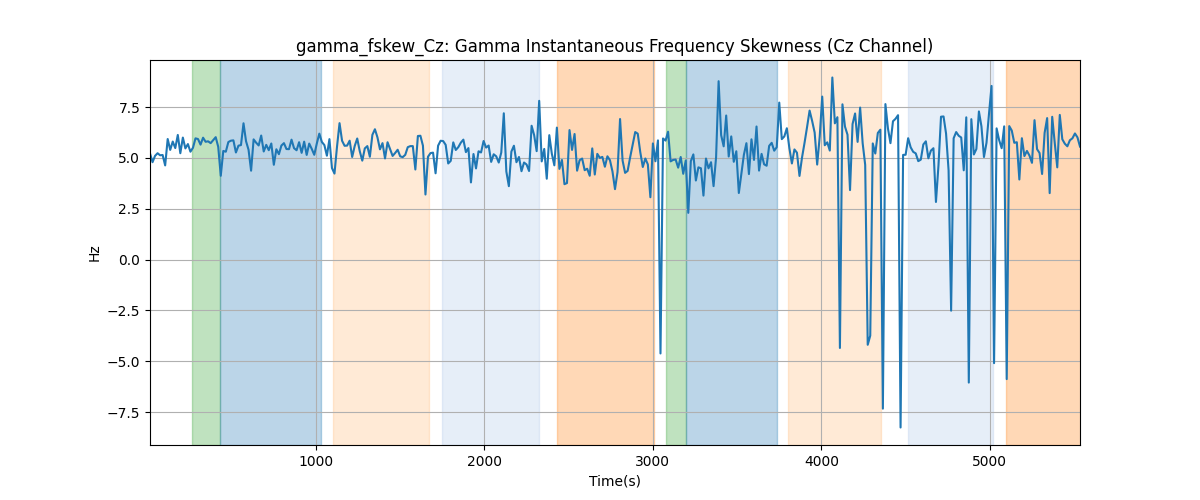 gamma_fskew_Cz: Gamma Instantaneous Frequency Skewness (Cz Channel)
Hz
7.5
5.0
2.5
0.0
−2.5
−5.0
−7.5
1000 2000 3000 4000 5000
Time(s)